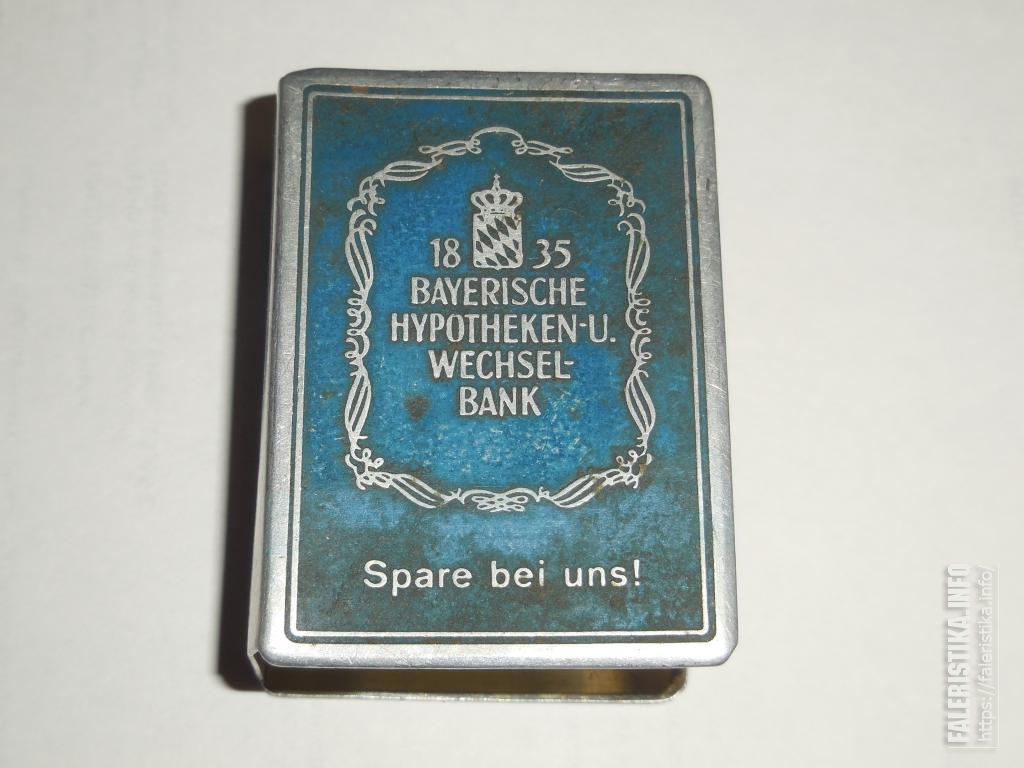 18 35
BAYERISCHE
HYPOTHEKEN-U.
WECHSEL-
BANK
Spare bei uns!
FALERISTIKA.INFO
https://faleristika.info/